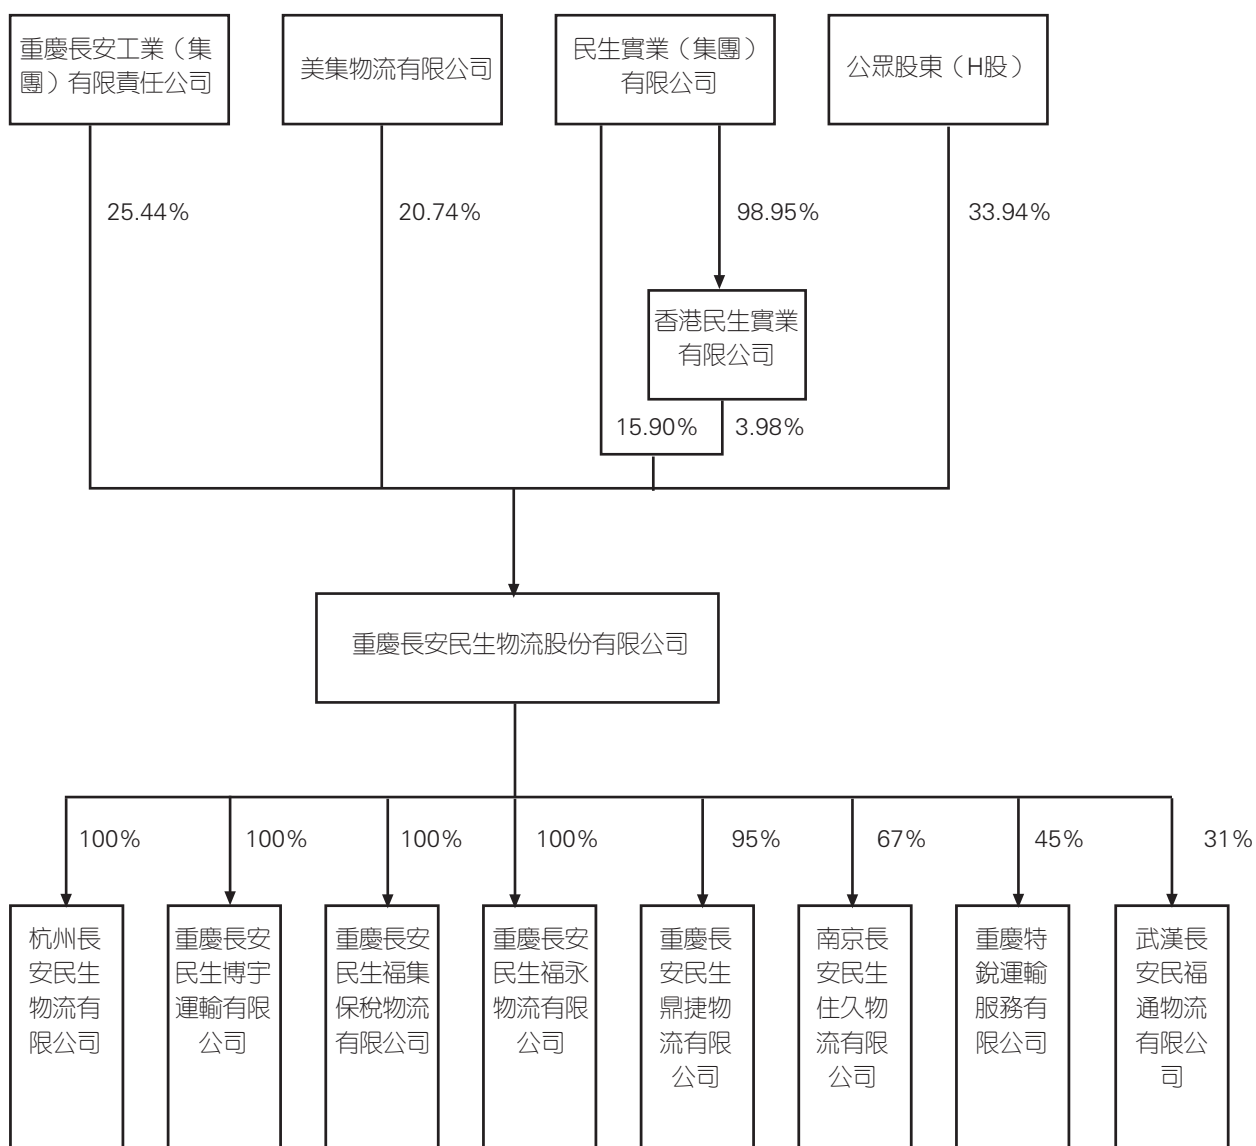 重慶長安工業（集
團）有限責任公司
美集物流有限公司
民生實業（集團）
有限公司
公眾股東（H股）
25.44%
20.74%
98.95%
33.94%
香港民生實業
有限公司
15.90%
3.98%
重慶長安民生物流股份有限公司
100%
100%
100%
100%
95%
67%
45%
31%
杭州長
安民生
物流有
限公司
重慶長安
民生博宇
運輸有限
公司
重慶長安
民生福集
保稅物流
有限公司
重慶長安
民生福永
物流有限
公司
重慶長
安民生
鼎捷物
流有限
公司
南京長
安民生
住久物
流有限
公司
重慶特
銳運輸
服務有
限公司
武漢長
安民福
通物流
有限公
司